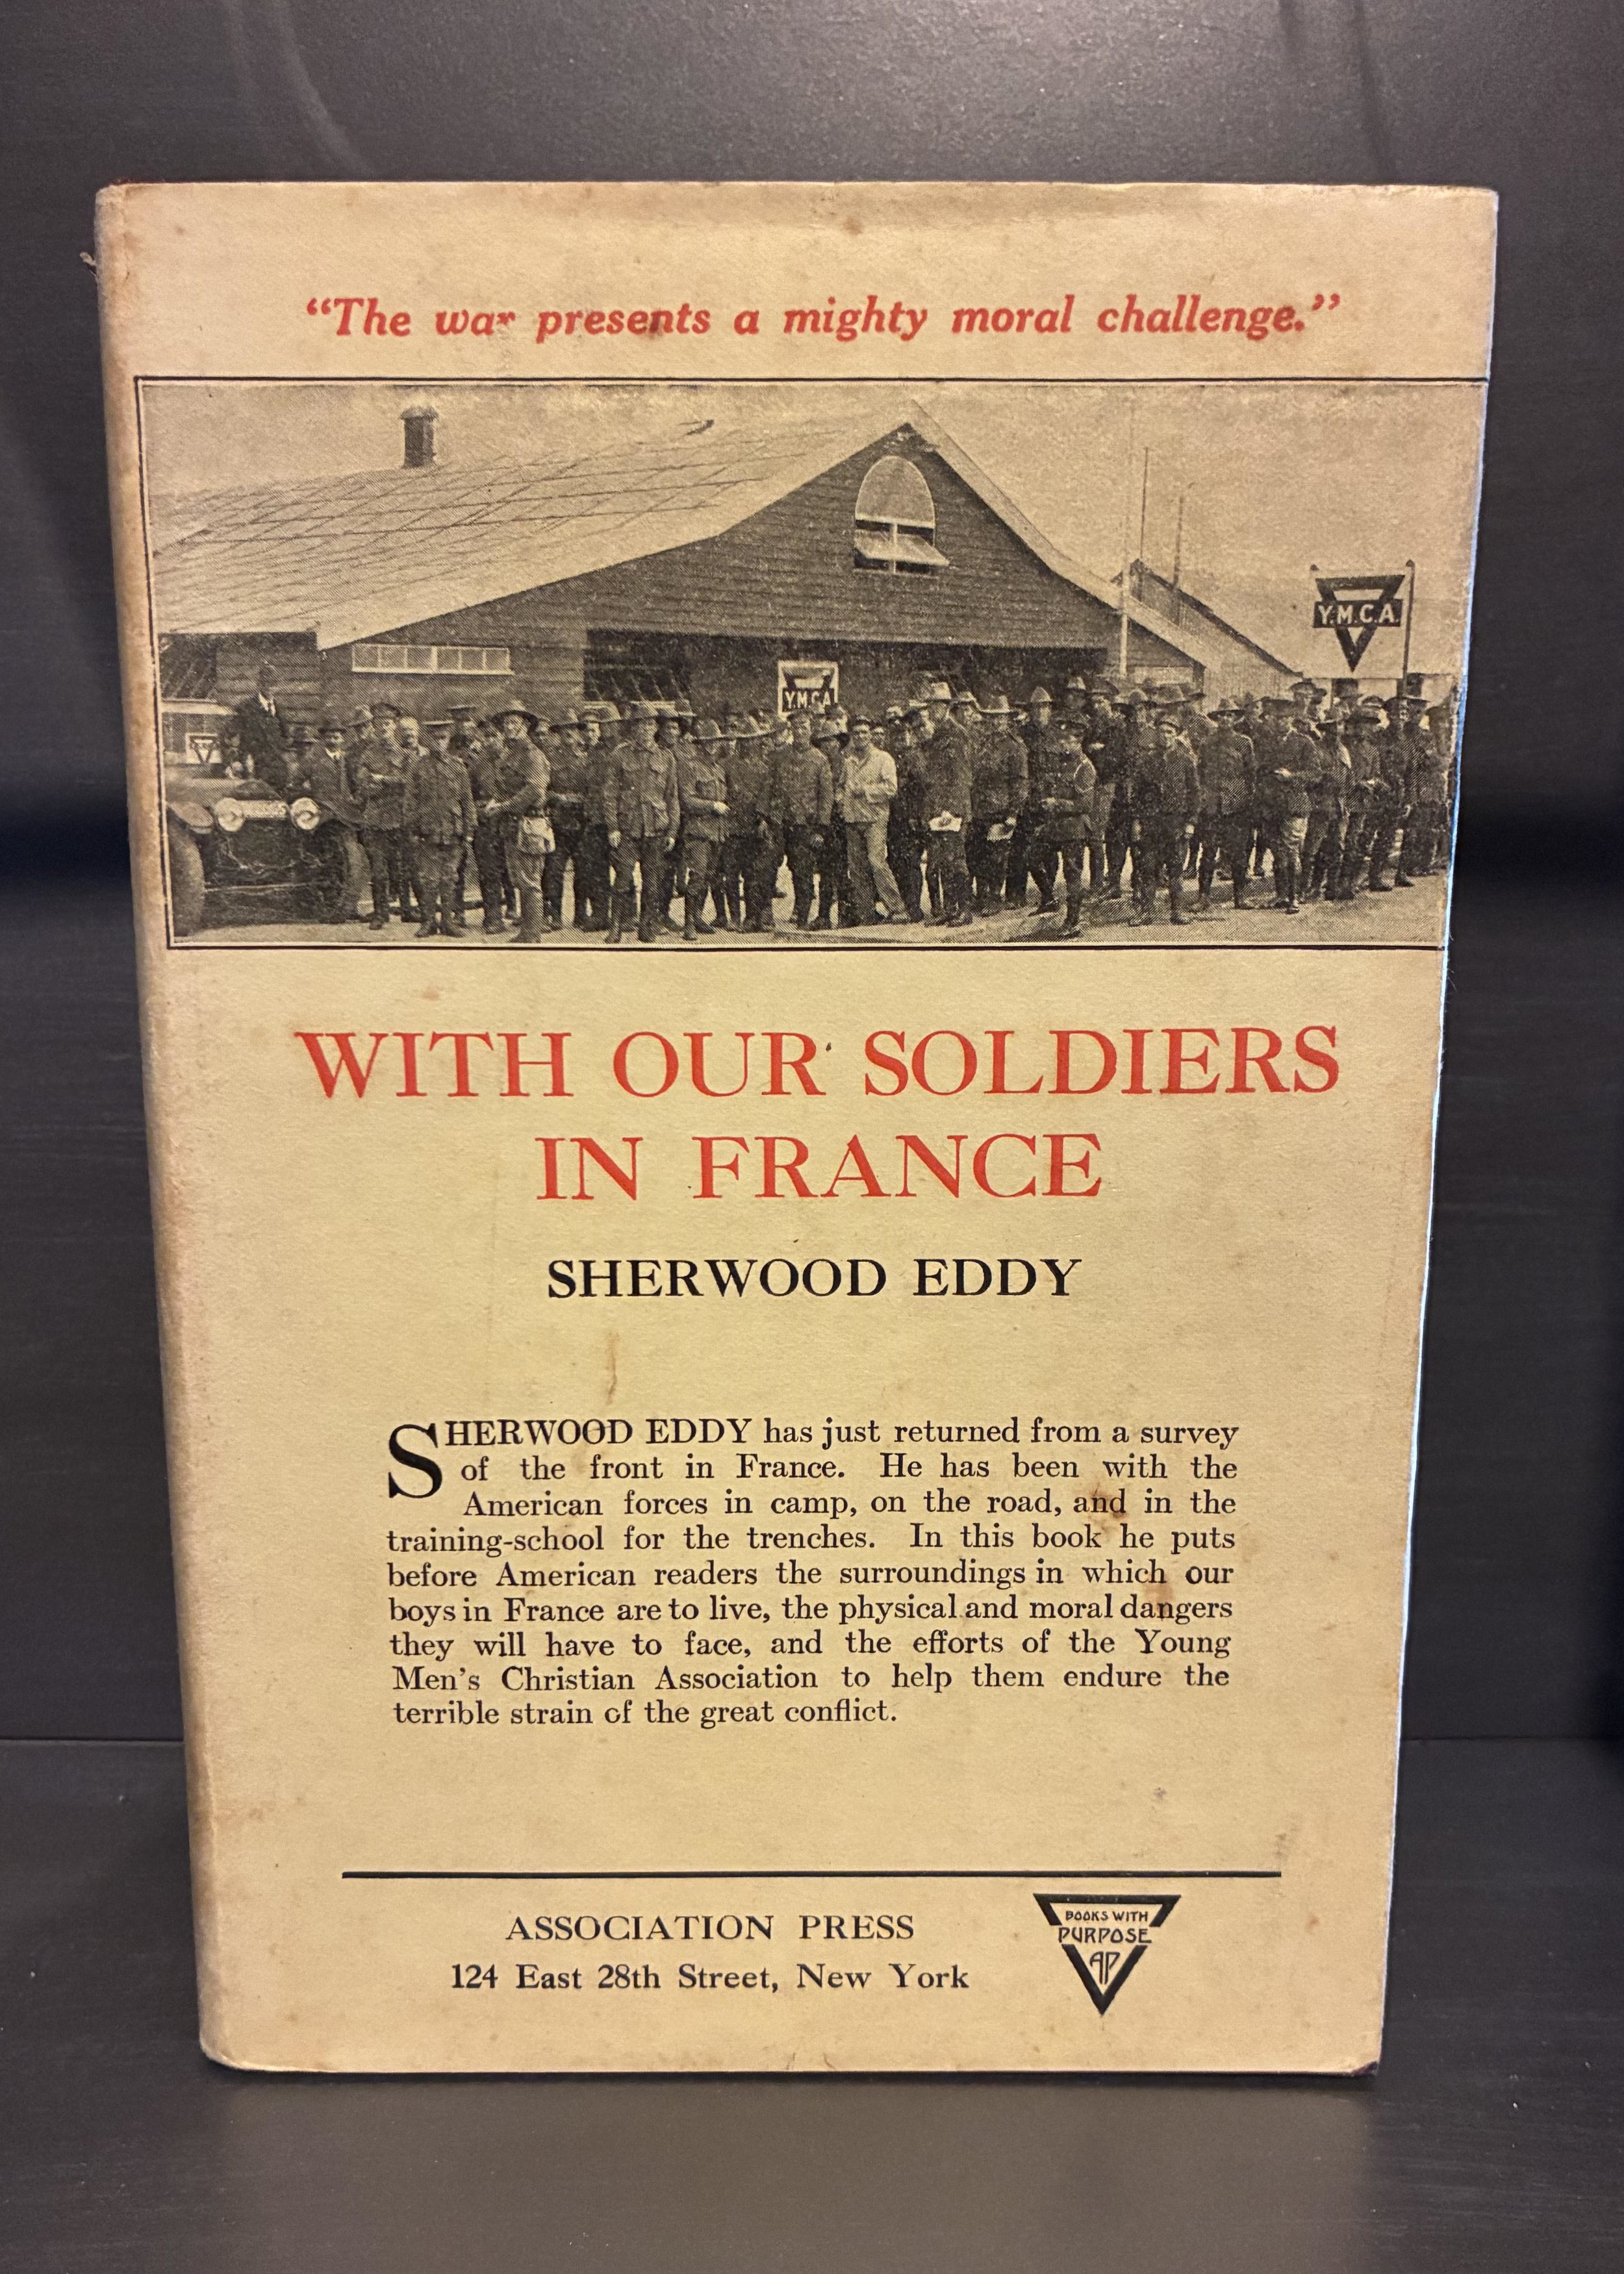 “The war presents a mighty moral challenge.”
Y.M.C.A.
Y.M.C.A.
WITH OUR SOLDIERS
IN FRANCE
SHERWOOD EDDY
SHERWOOD EDDY has just returned from a survey
of the front in France. He has been with the
American forces in camp, on the road, and in the
training-school for the trenches. In this book he puts
before American readers the surroundings in which our
boys in France are to live, the physical and moral dangers
they will have to face, and the efforts of the Young
Men’s Christian Association to help them endure the
terrible strain of the great conflict.
ASSOCIATION PRESS
124 East 28th Street, New York
BOOKS WITH
PURPOSE
AP